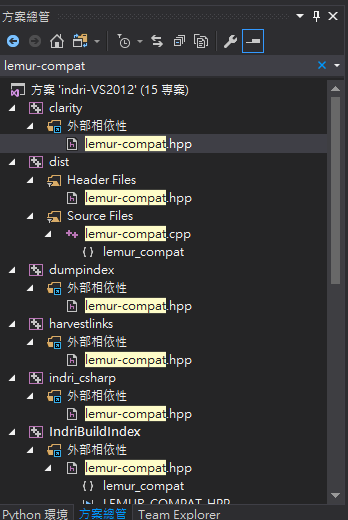 方案總管
lemur-compat
方案 'indri-VS2012' (15 專案)
clarity
外部相依性
lemur-compat.hpp
dist
Header Files
lemur-compat.hpp
Source Files
lemur-compat.cpp
lemur_compat
dumpindex
外部相依性
lemur-compat.hpp
harvestlinks
外部相依性
lemur-compat.hpp
indri_csharp
外部相依性
lemur-compat.hpp
IndriBuildIndex
外部相依性
lemur-compat.hpp
lemur_compat
LEMUR_COMPAT_HPP
Python 環境 方案總管 Team Explorer